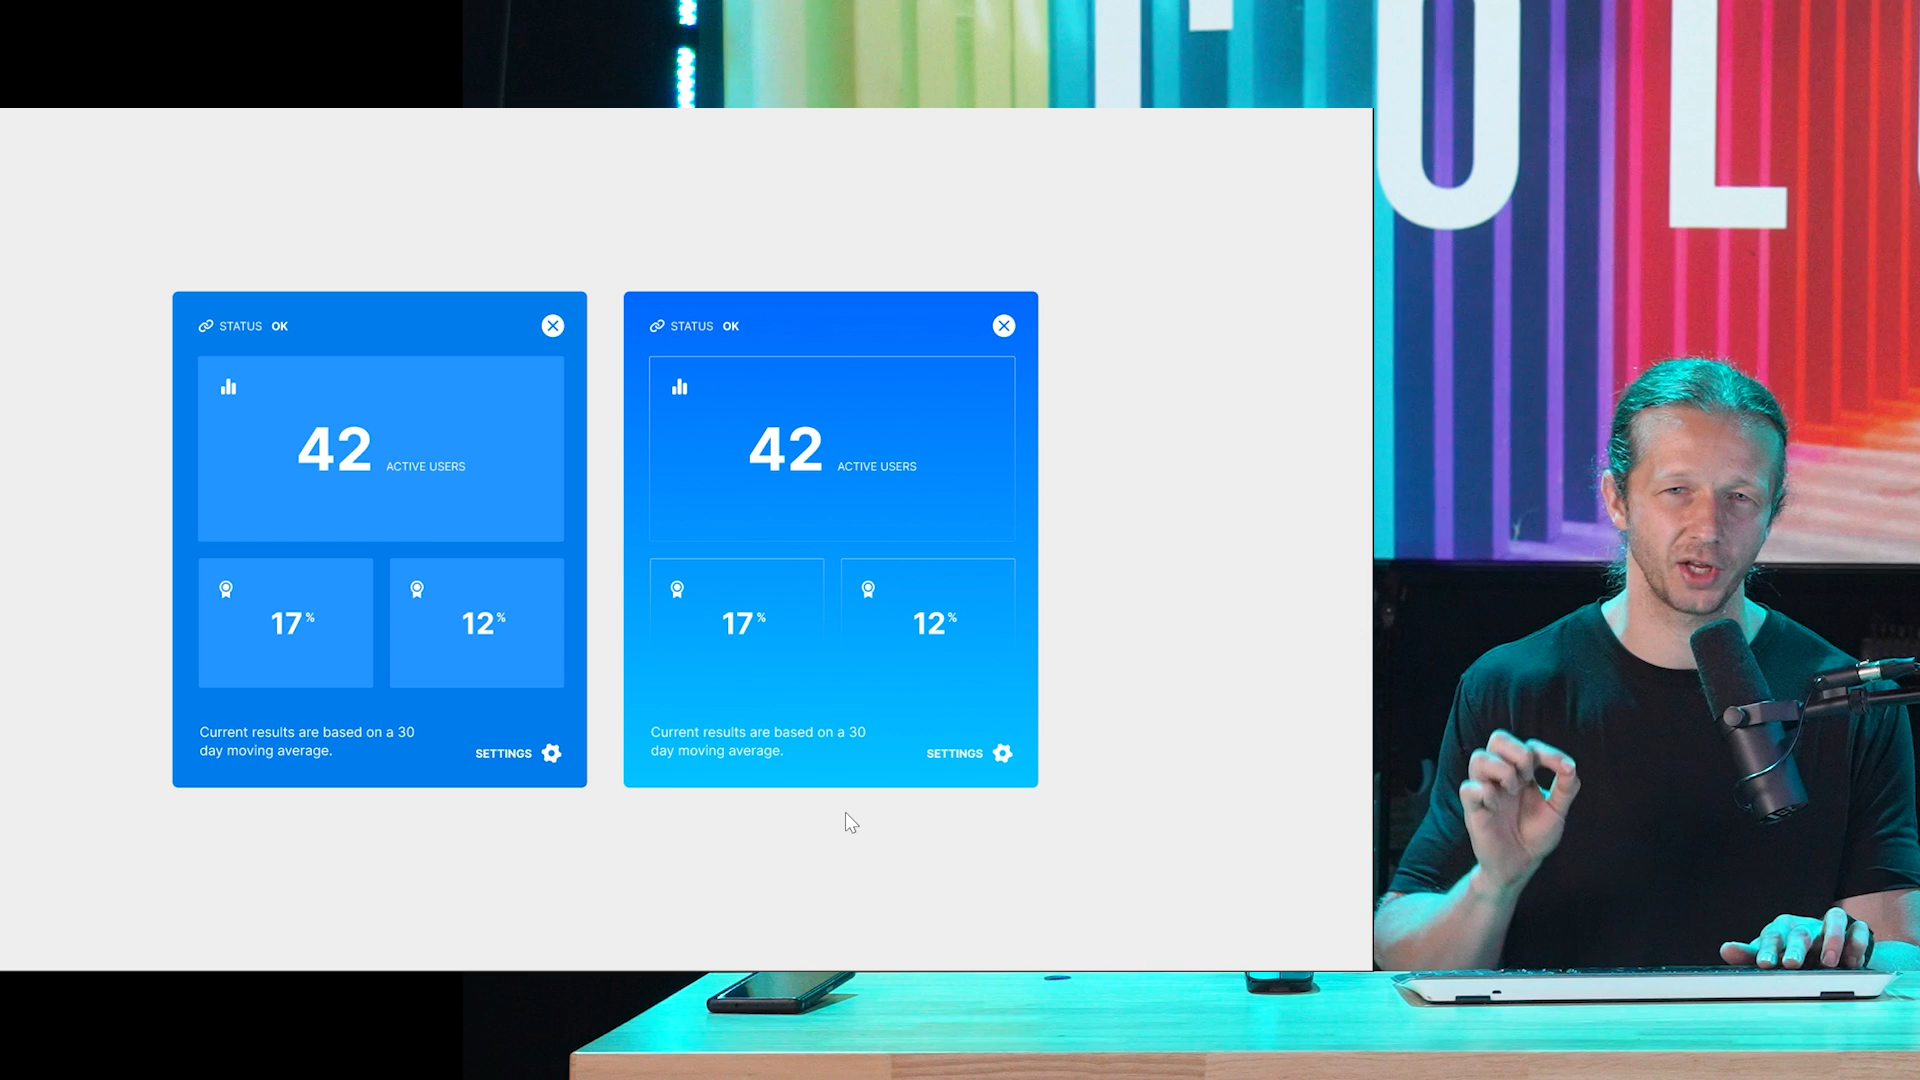 OL
STATUS OK
42 ACTIVE USERS
17%
12%
Current results are based on a 30
day moving average.
SETTINGS
STATUS OK
42 ACTIVE USERS
17%
12%
Current results are based on a 30
day moving average.
SETTINGS